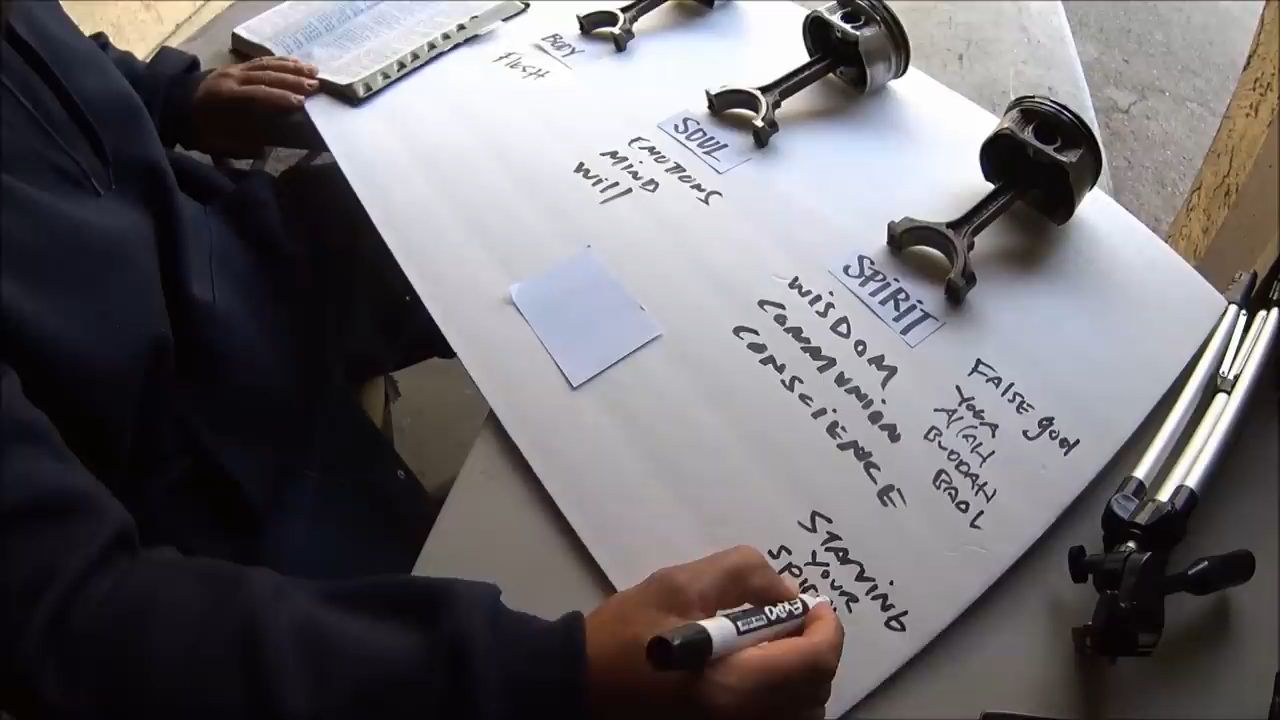 BODY
Flesh
SOUL
EMOTIONS
MIND
Will
SPiRiT
WISDOM
COMMUNION
CONSCiENCE
FAlSE god
YOGA
AllAH
BUDDAH
BAAL
STARVING
YOUR
SPiRi
EXPO